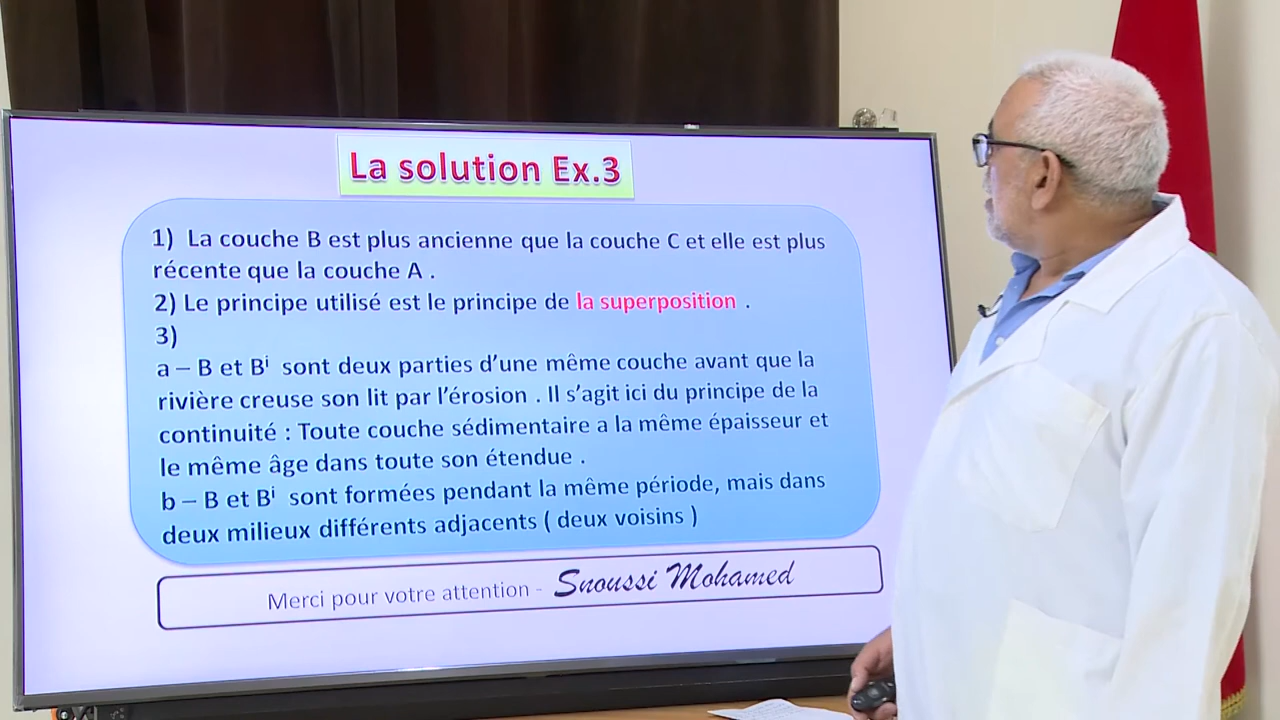 La solution Ex.3
1) La couche B est plus ancienne que la couche C et elle est plus
récente que la couche A .
2) Le principe utilisé est le principe de la superposition .
3)
a – B et Bⁱ sont deux parties d’une même couche avant que la
rivière creuse son lit par l’érosion . Il s’agit ici du principe de la
continuité : Toute couche sédimentaire a la même épaisseur et
le même âge dans toute son étendue .
b – B et Bⁱ sont formées pendant la même période, mais dans
deux milieux différents adjacents ( deux voisins )
Merci pour votre attention - Snoussi Mohamed